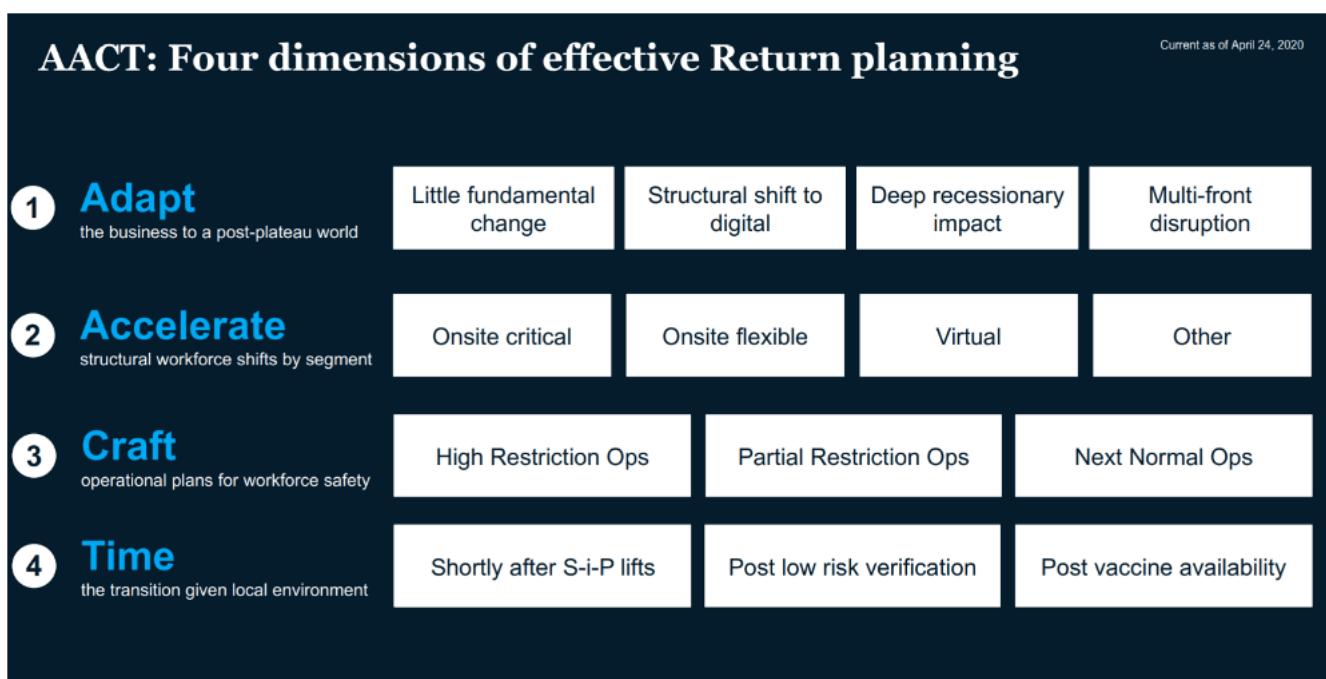 AACT: Four dimensions of effective Return planning
Current as of April 24, 2020
1
Adapt
the business to a post-plateau world
Little fundamental
change
Structural shift to
digital
Deep recessionary
impact
Multi-front
disruption
2
Accelerate
structural workforce shifts by segment
Onsite critical
Onsite flexible
Virtual
Other
3
Craft
operational plans for workforce safety
High Restriction Ops
Partial Restriction Ops
Next Normal Ops
4
Time
the transition given local environment
Shortly after S-i-P lifts
Post low risk verification
Post vaccine availability